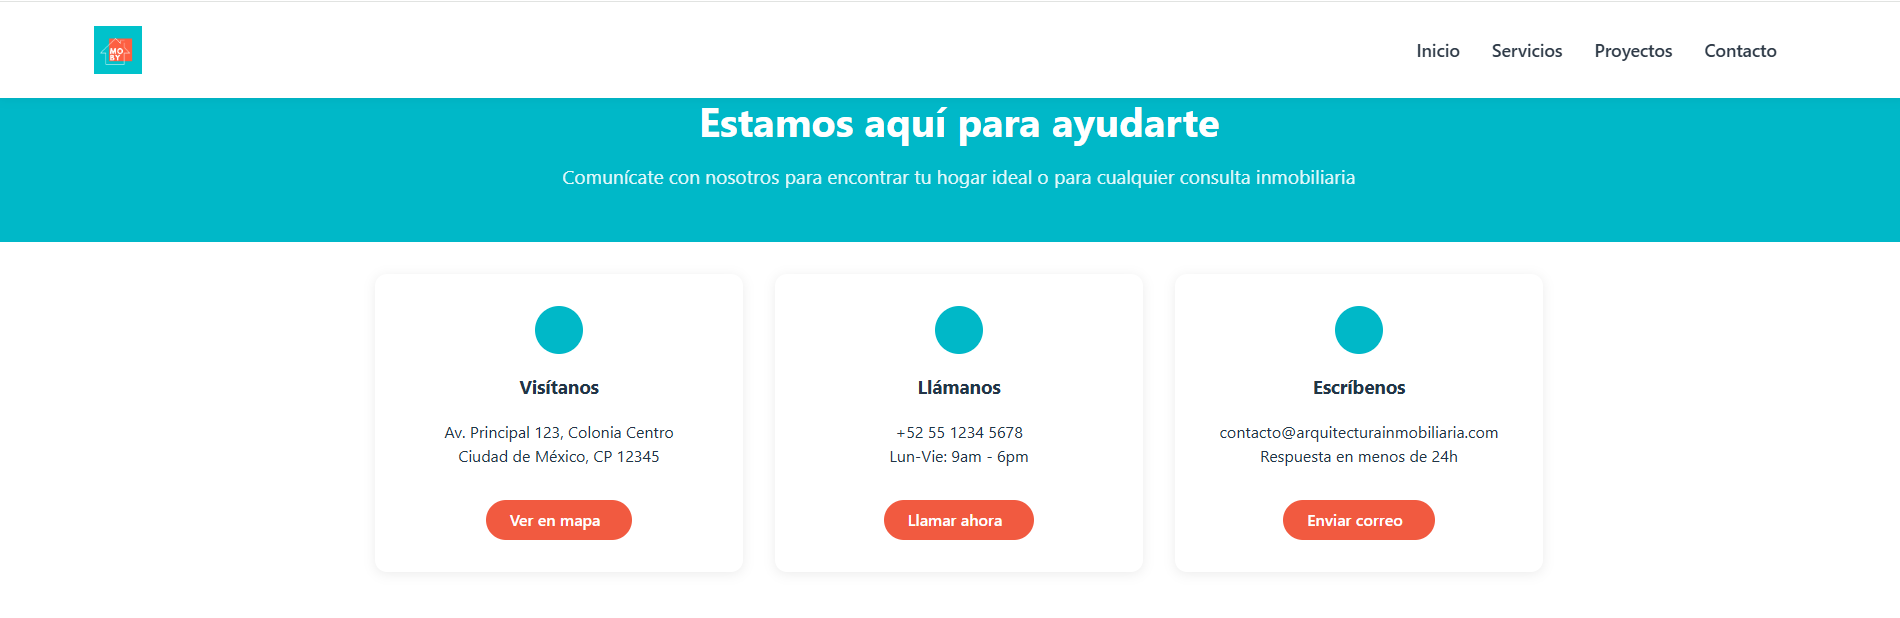 MO
BY
Inicio Servicios Proyectos Contacto
Estamos aquí para ayudarte
Comunícate con nosotros para encontrar tu hogar ideal o para cualquier consulta inmobiliaria
Visítanos
Av. Principal 123, Colonia Centro
Ciudad de México, CP 12345
Ver en mapa
Llámanos
+52 55 1234 5678
Lun-Vie: 9am - 6pm
Llamar ahora
Escríbenos
contacto@arquitecturainmobiliaria.com
Respuesta en menos de 24h
Enviar correo